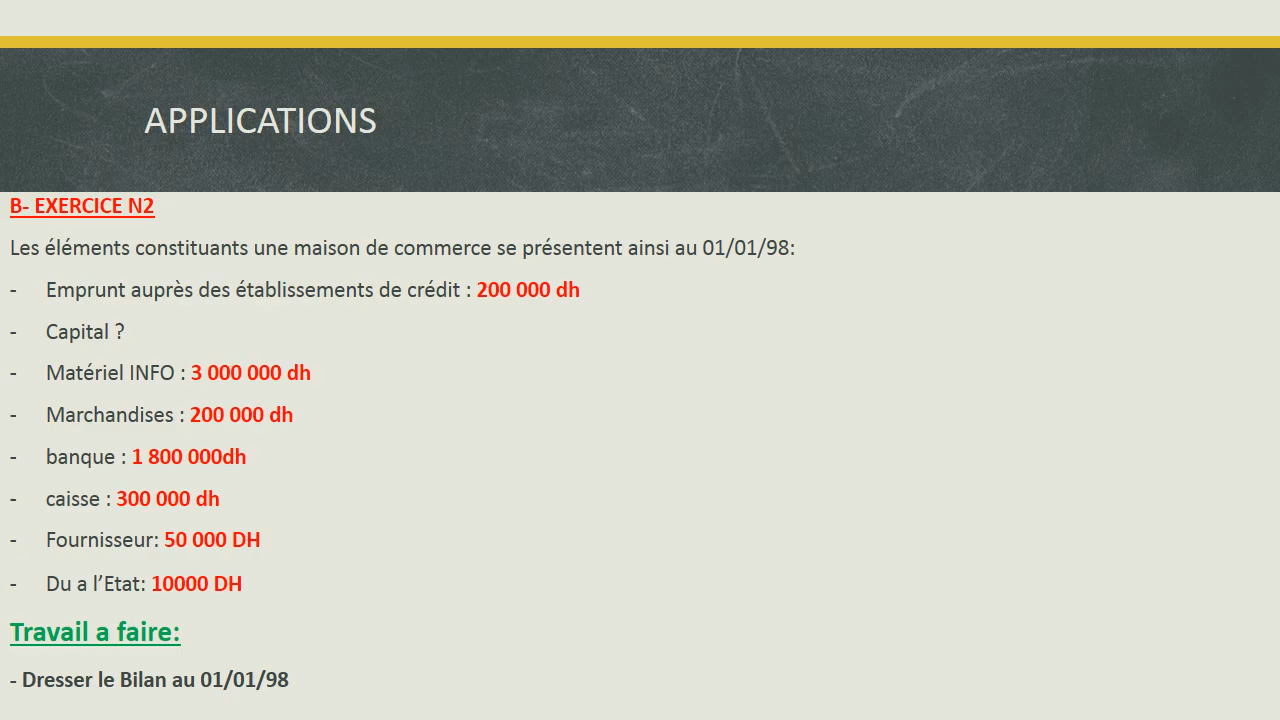 APPLICATIONS
B- EXERCICE N2
Les éléments constituants une maison de commerce se présentent ainsi au 01/01/98:
- Emprunt auprès des établissements de crédit : 200 000 dh
- Capital ?
- Matériel INFO : 3 000 000 dh
- Marchandises : 200 000 dh
- banque : 1 800 000dh
- caisse : 300 000 dh
- Fournisseur: 50 000 DH
- Du a l’Etat: 10000 DH
Travail a faire:
- Dresser le Bilan au 01/01/98